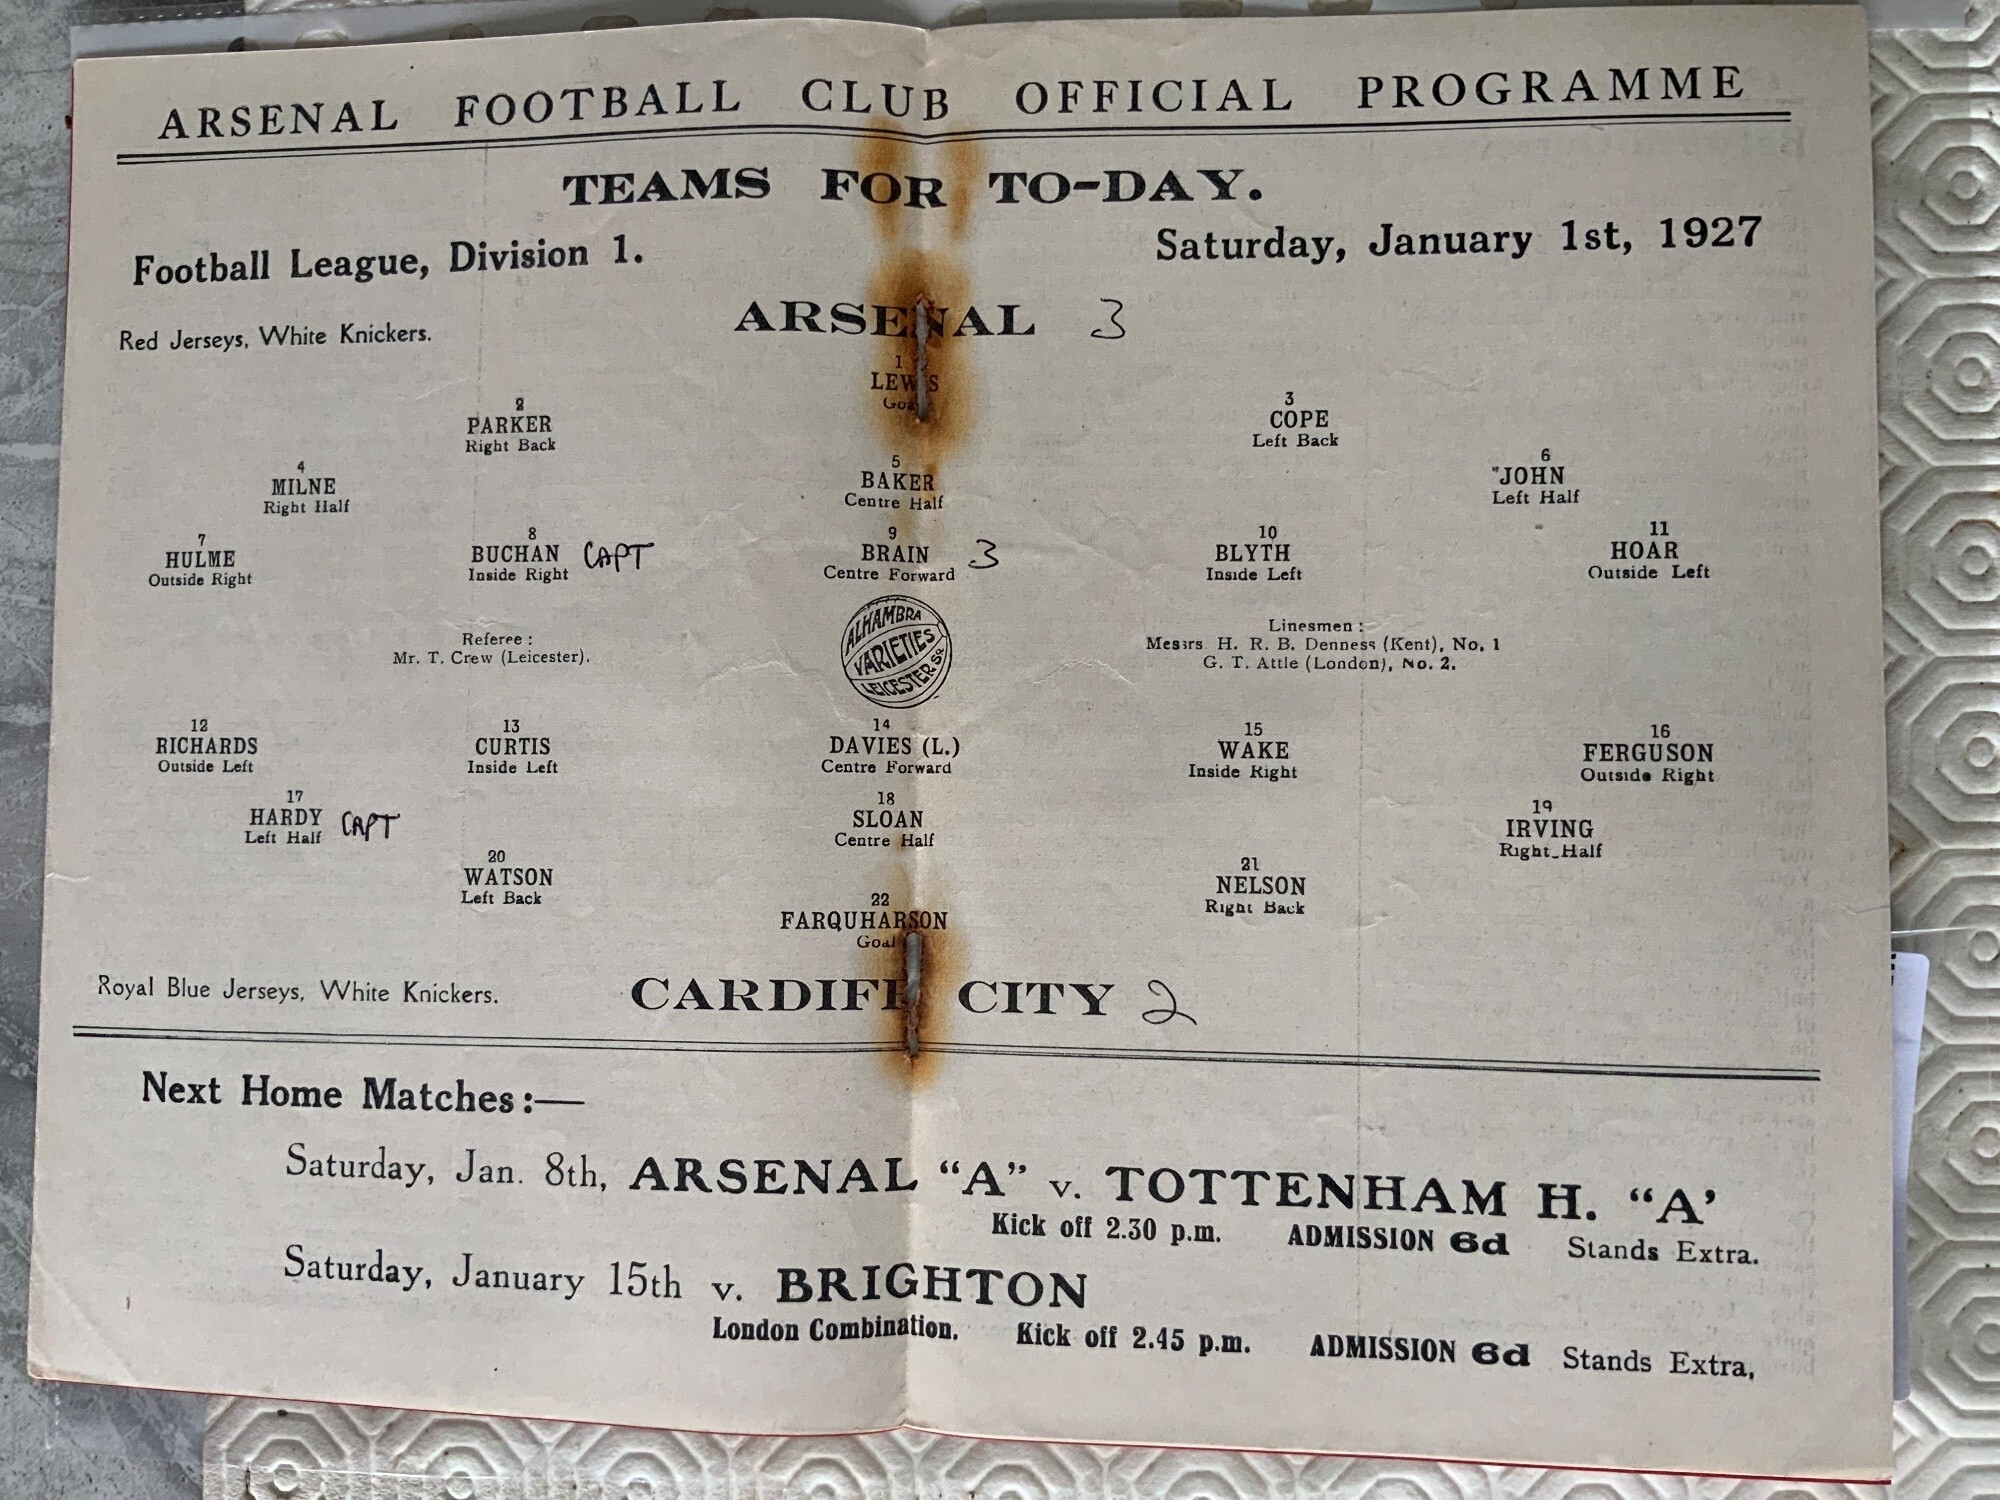 ARSENAL FOOTBALL CLUB OFFICIAL PROGRAMME
TEAMS FOR TO-DAY.
Football League, Division 1.
Saturday, January 1st, 1927
Red Jerseys, White Knickers.
ARSENAL 3
1
LEWIS
Goal
2
PARKER
Right Back
3
COPE
Left Back
4
MILNE
Right Half
5
BAKER
Centre Half
6
JOHN
Left Half
7
HULME
Outside Right
8
BUCHAN CAPT
Inside Right
9
BRAIN 3
Centre Forward
10
BLYTH
Inside Left
11
HOAR
Outside Left
Referee :
Mr. T. Crew (Leicester).
ALHAMBRA
VARIETIES
LEICESTER SQ.
Linesmen :
Messrs. H. R. B. Denness (Kent), No. 1
G. T. Attle (London), No. 2.
12
RICHARDS
Outside Left
13
CURTIS
Inside Left
14
DAVIES (L.)
Centre Forward
15
WAKE
Inside Right
16
FERGUSON
Outside Right
17
HARDY CAPT
Left Half
18
SLOAN
Centre Half
19
IRVING
Right Half
20
WATSON
Left Back
21
NELSON
Right Back
22
FARQUHARSON
Goal
Royal Blue Jerseys, White Knickers.
CARDIFF CITY 2
Next Home Matches :—
Saturday, Jan. 8th, ARSENAL "A" v. TOTTENHAM H. "A'
Kick off 2.30 p.m. ADMISSION 6d Stands Extra.
Saturday, January 15th v. BRIGHTON
London Combination. Kick off 2.45 p.m. ADMISSION 6d Stands Extra,